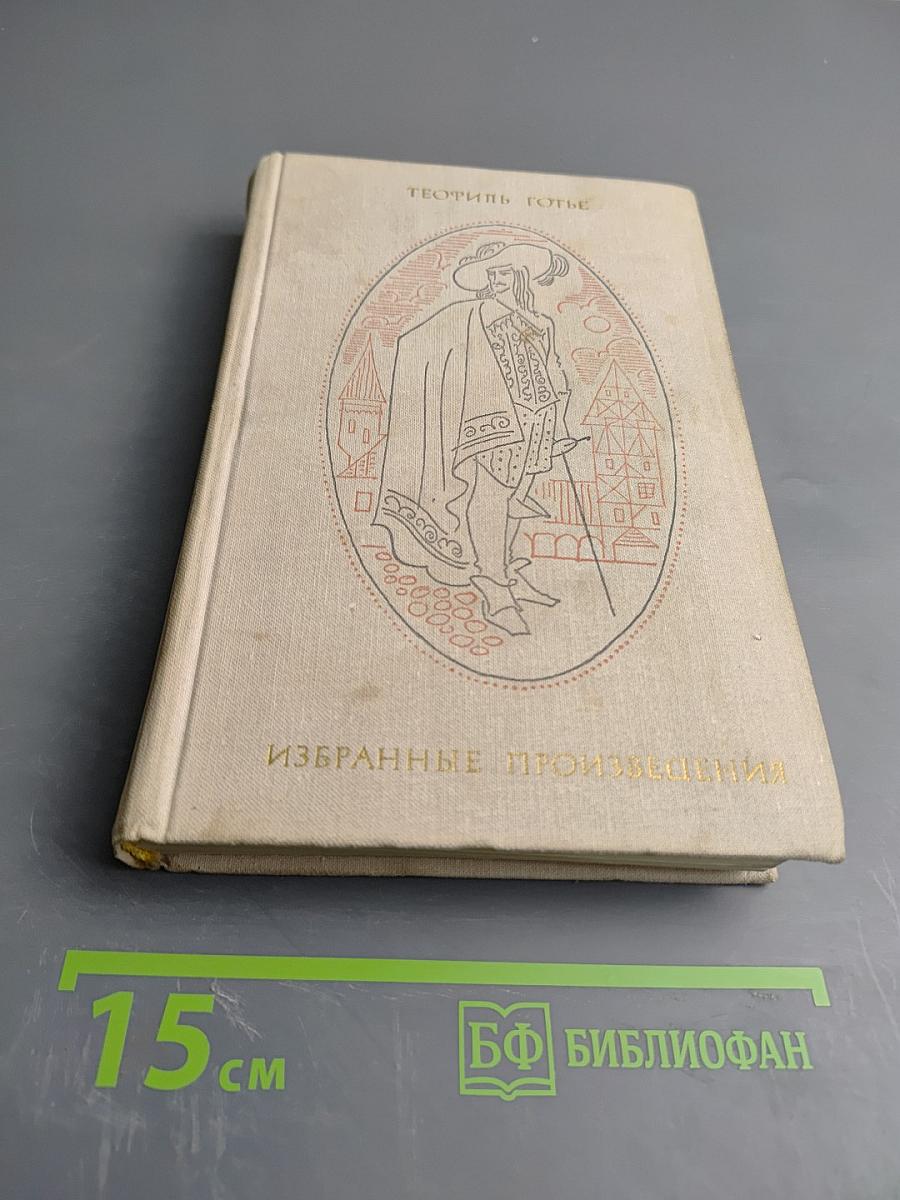 ТЕОФИЛЬ ГОТЬЕ
ИЗБРАННЫЕ ПРОИЗВЕДЕНИЯ
15 см
БФ БИБЛИОФАН